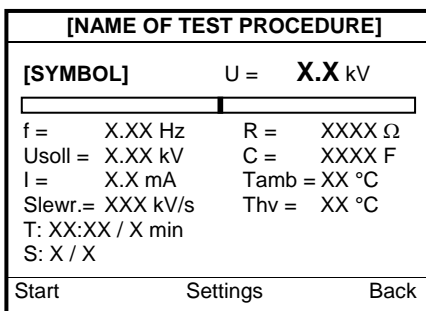 [NAME OF TEST PROCEDURE]
[SYMBOL] U = X.X kV
f = X.XX Hz R = XXXX Ω
Usoll = X.XX kV C = XXXX F
I = X.X mA Tamb = XX °C
Slewr.= XXX kV/s Thv = XX °C
T: XX:XX / X min
S: X / X
Start Settings Back